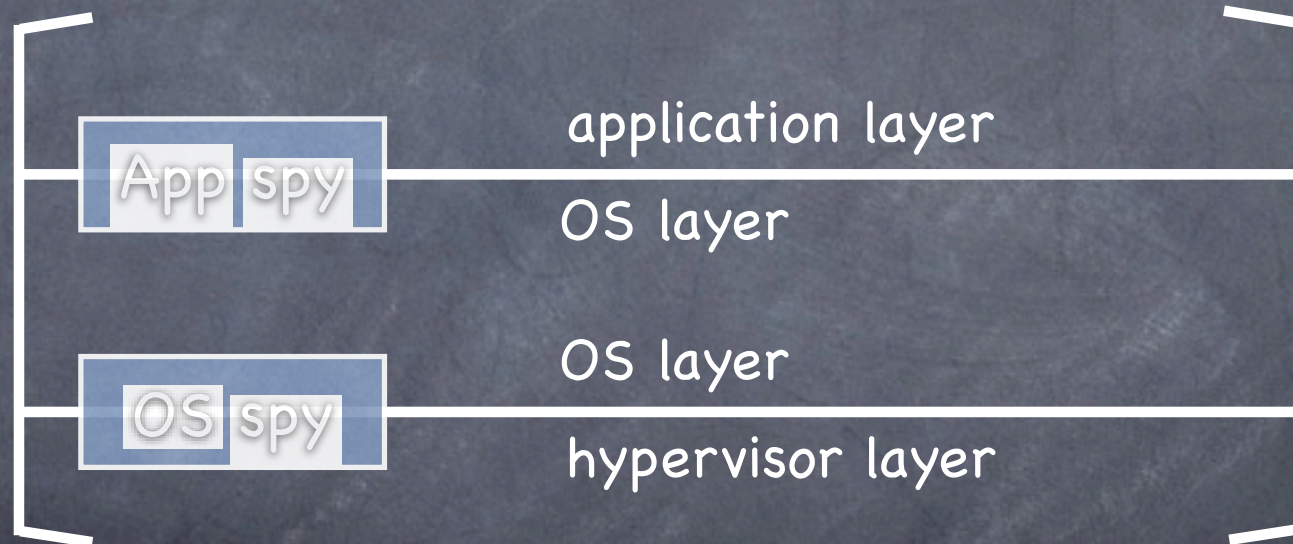 application layer
App spy
OS layer
OS layer
OS spy
hypervisor layer